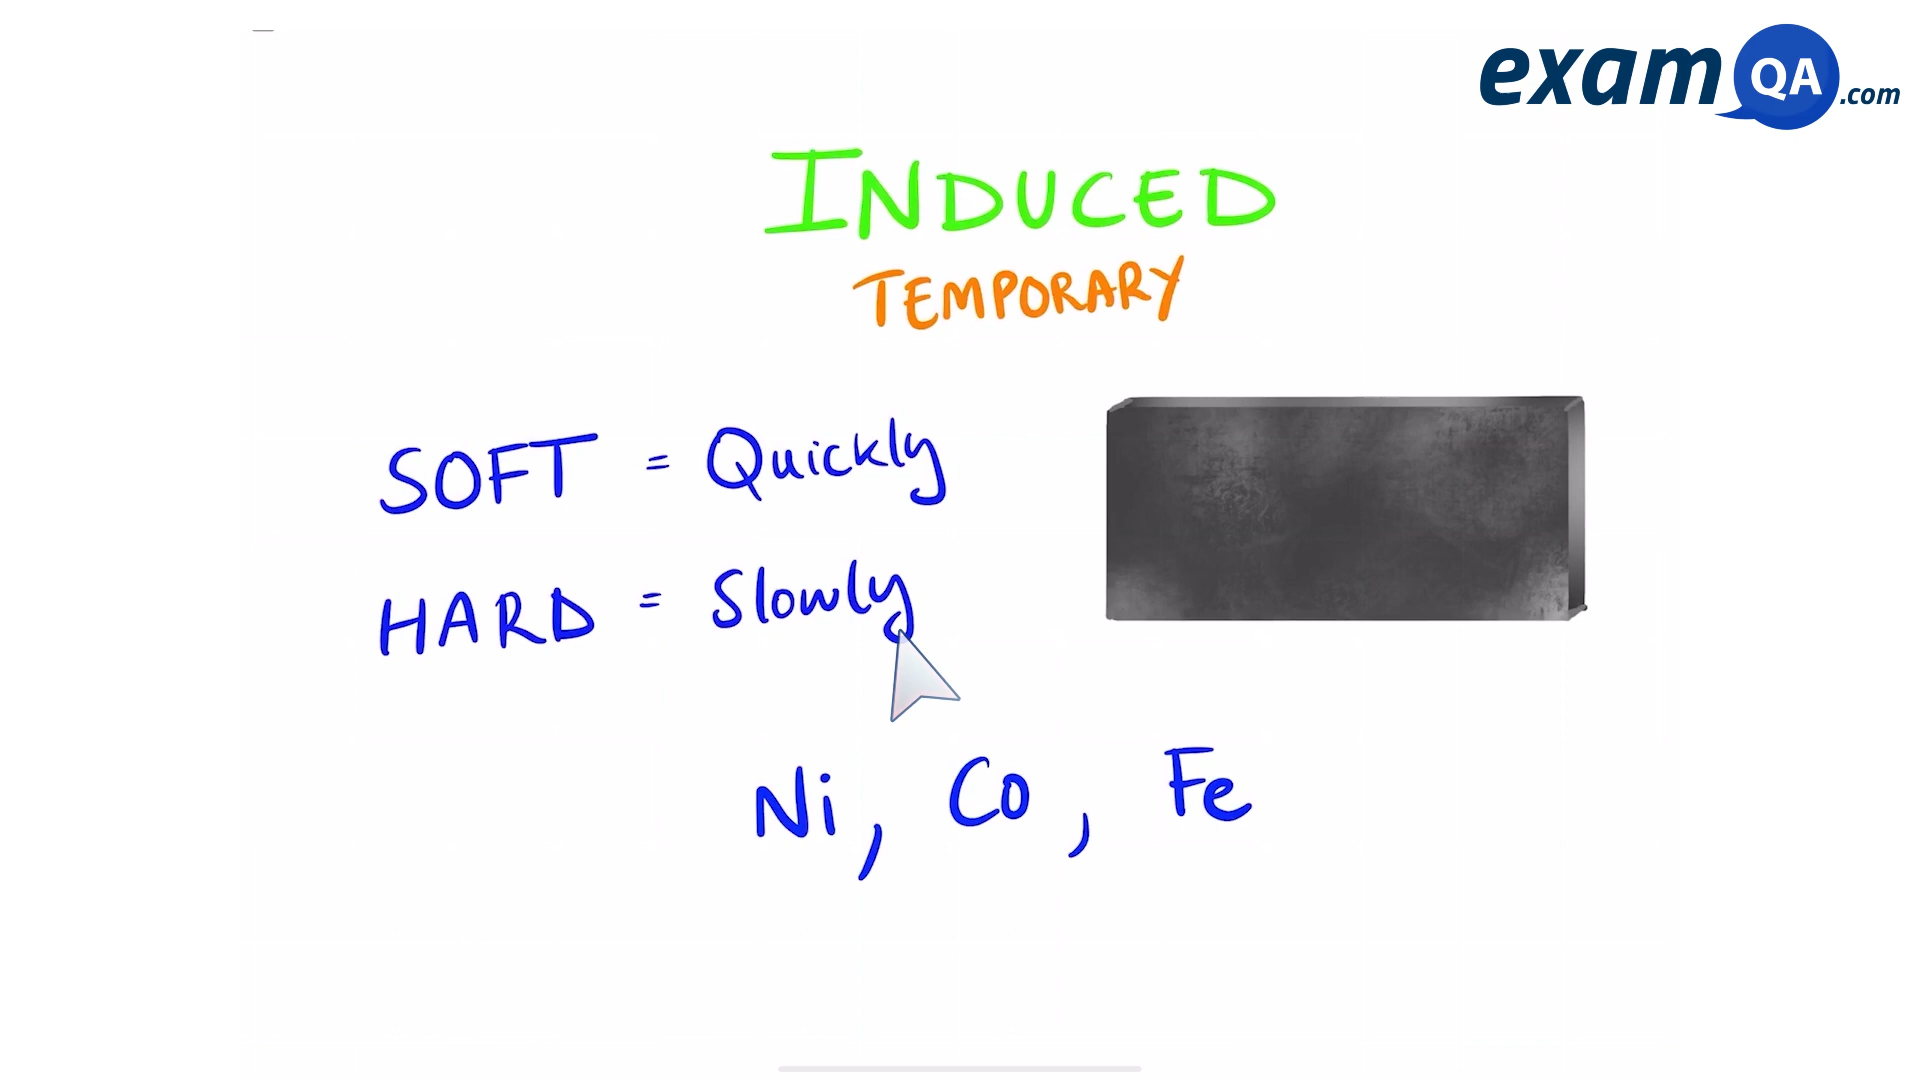 examQA.com
INDUCED
TEMPORARY
SOFT = Quickly
HARD = Slowly
Ni, Co, Fe